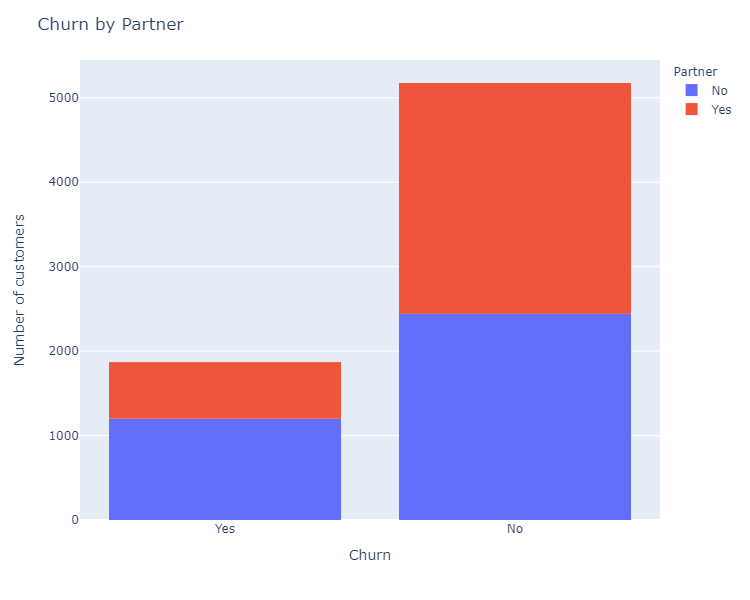 Churn by Partner
Partner
No
Yes
5000
4000
3000
2000
1000
0
Number of customers
Yes
No
Churn